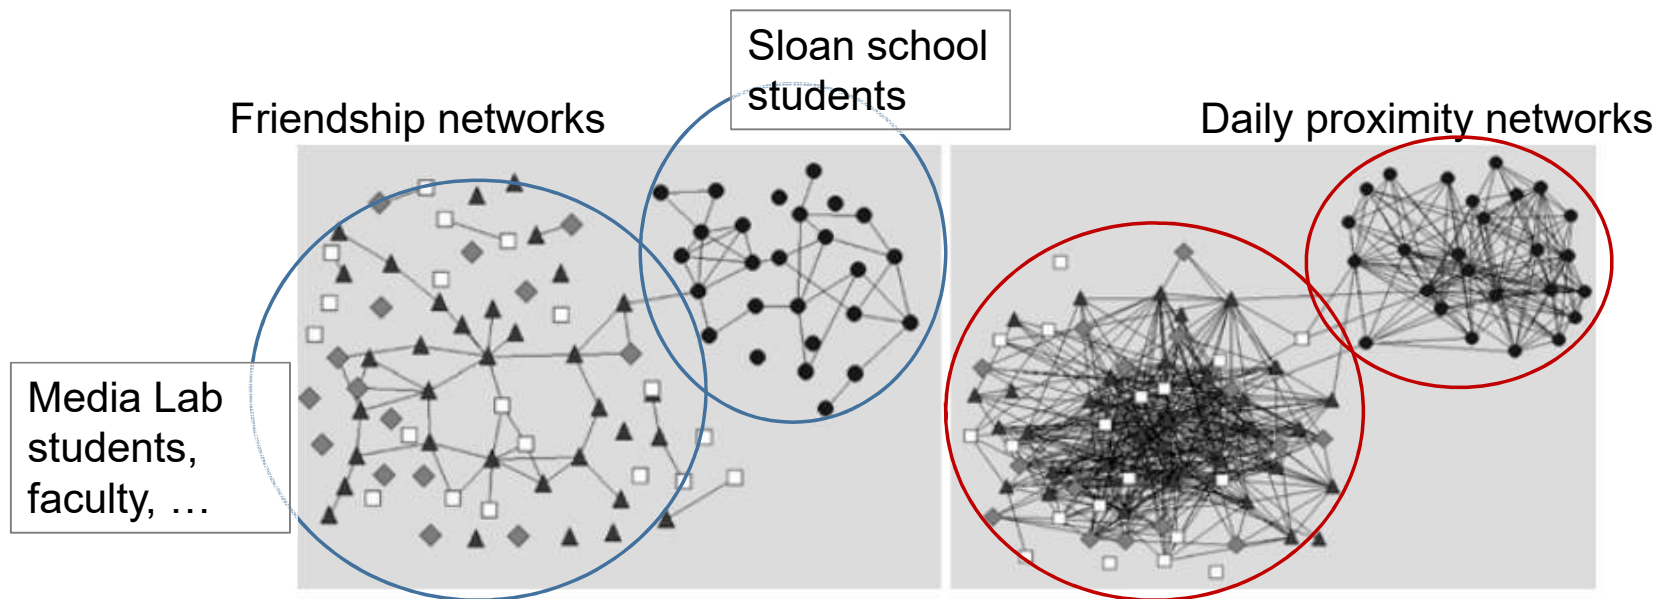 Sloan school
students
Friendship networks
Daily proximity networks
Media Lab
students,
faculty, …